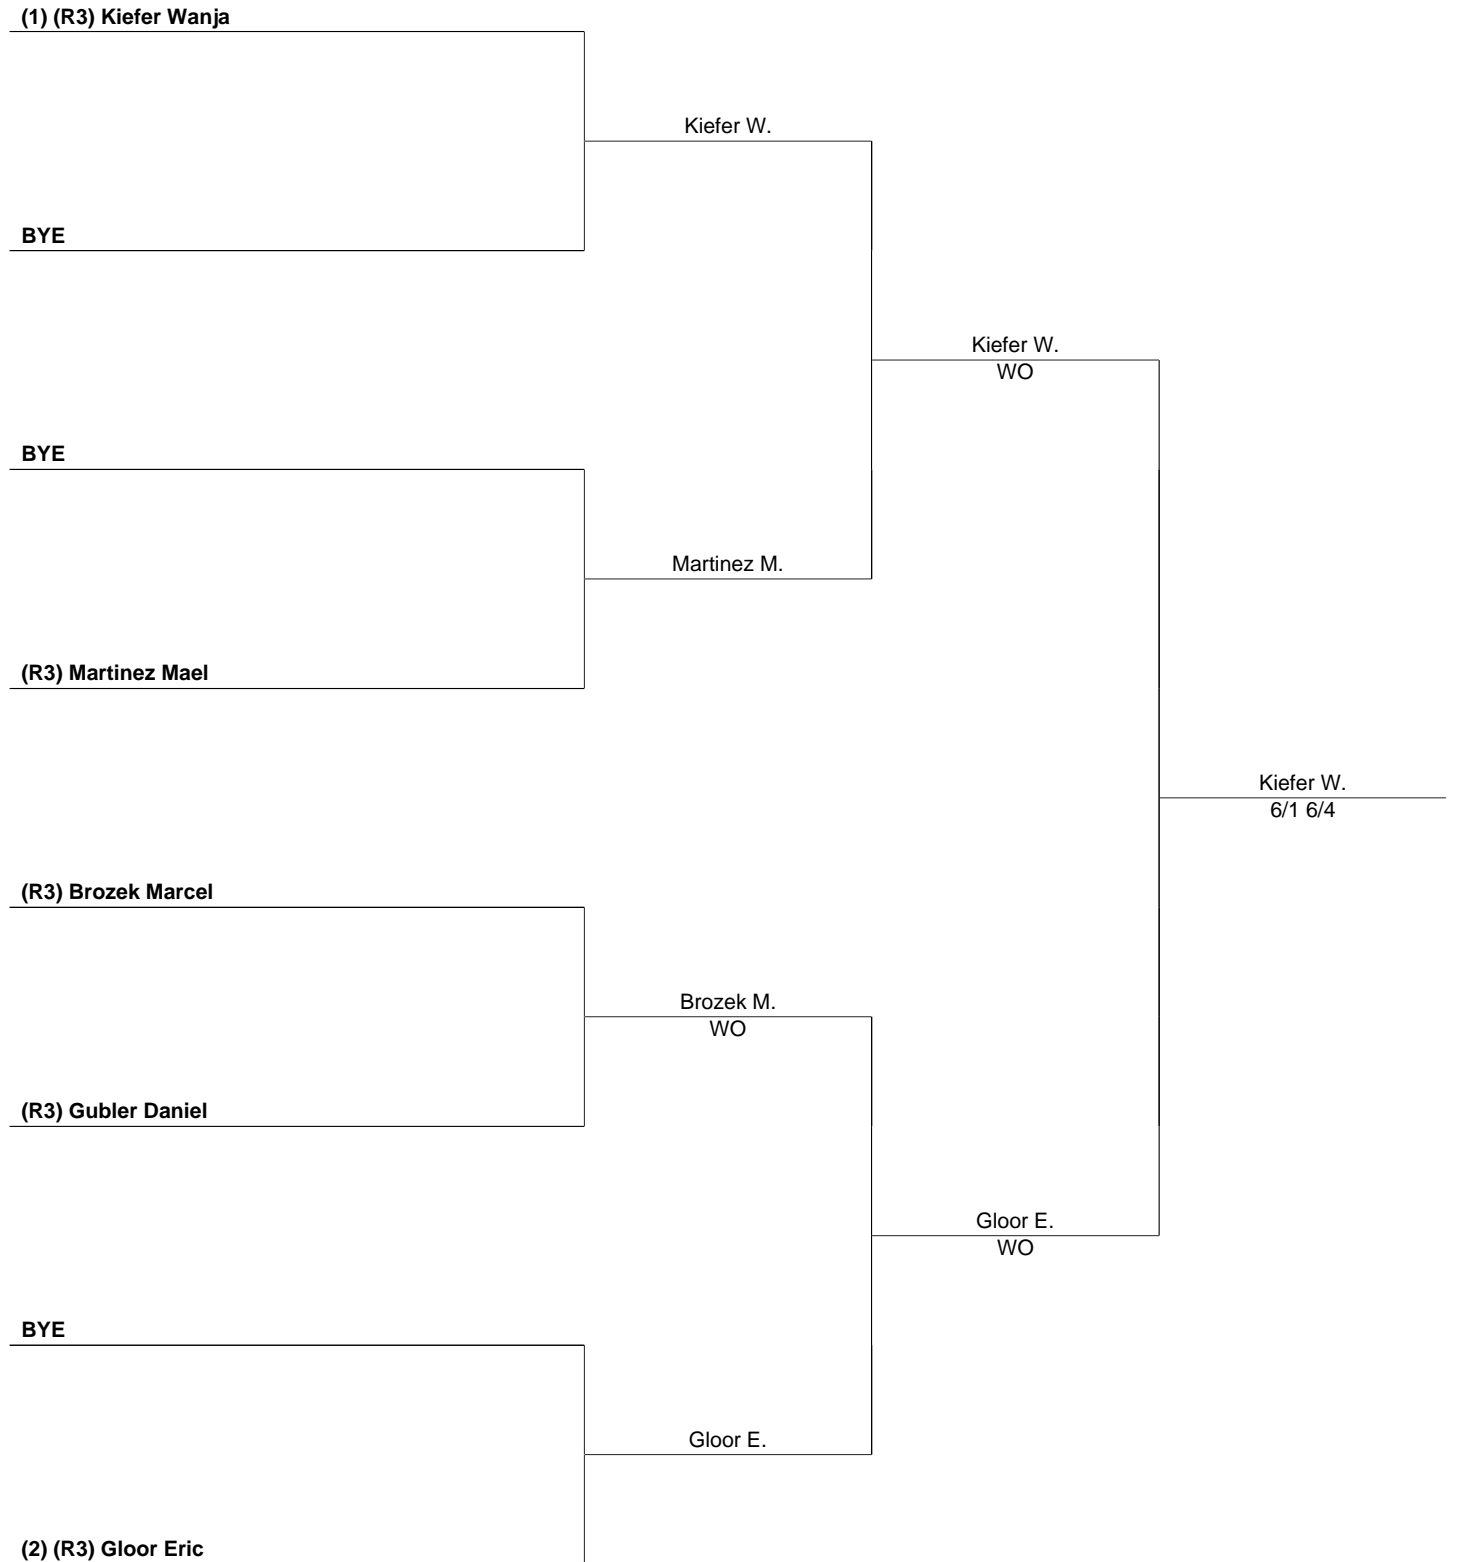 (1) (R3) Kiefer Wanja
Kiefer W.
BYE
Kiefer W.
WO
BYE
Martinez M.
(R3) Martinez Mael
Kiefer W.
6/1 6/4
(R3) Brozek Marcel
Brozek M.
WO
(R3) Gubler Daniel
Gloor E.
WO
BYE
Gloor E.
(2) (R3) Gloor Eric